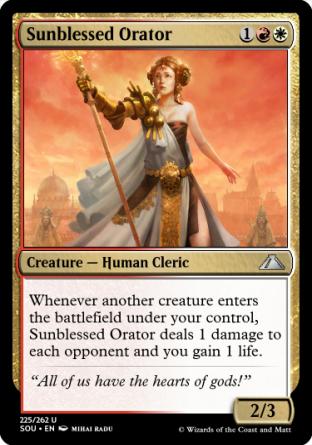 Sunblessed Orator 1
Creature — Human Cleric
Whenever another creature enters
the battlefield under your control,
Sunblessed Orator deals 1 damage to
each opponent and you gain 1 life.
“All of us have the hearts of gods!”
2/3
225/262 U
SOU • EN MIHAI RADU
© Wizards of the Coast and Matt